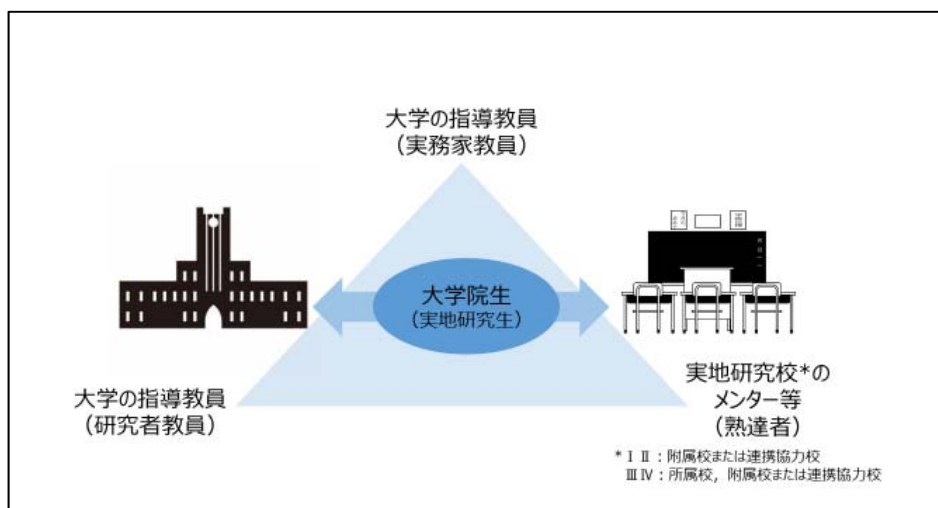 大学の指導教員
（実務家教員）
大学院生
（実地研究生）
大学の指導教員
（研究者教員）
実地研究校*の
メンター等
（熟達者）
* Ⅰ Ⅱ：附属校または連携協力校
Ⅲ Ⅳ：所属校，附属校または連携協力校